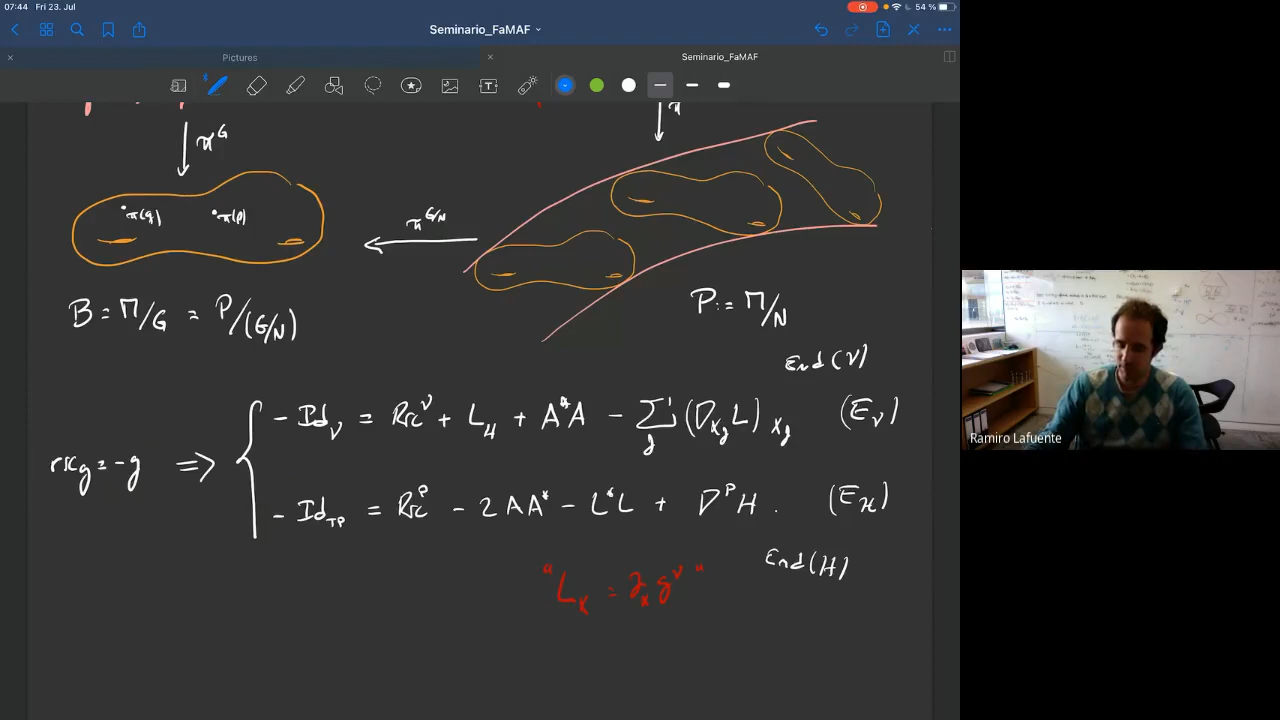 07:44 Fri 23. Jul
54 %
Seminario_FaMAF
Pictures
Seminario_FaMAF
π^G
π
π(q) π(p)
π^{G/N}
B = M/G = P/(G/N)
P := M/N
End(V)
- Id_V = Ric^V + L_H + A*A - Σ_j (∇_{X_j} L)_{X_j} (E_V)
ric_g = -g ⇒
- Id_{TP} = Ric^P - 2AA* - L*L + ∇^P H . (E_H)
End(H)
"L_X = ∂_X g^V"
Ramiro Lafuente